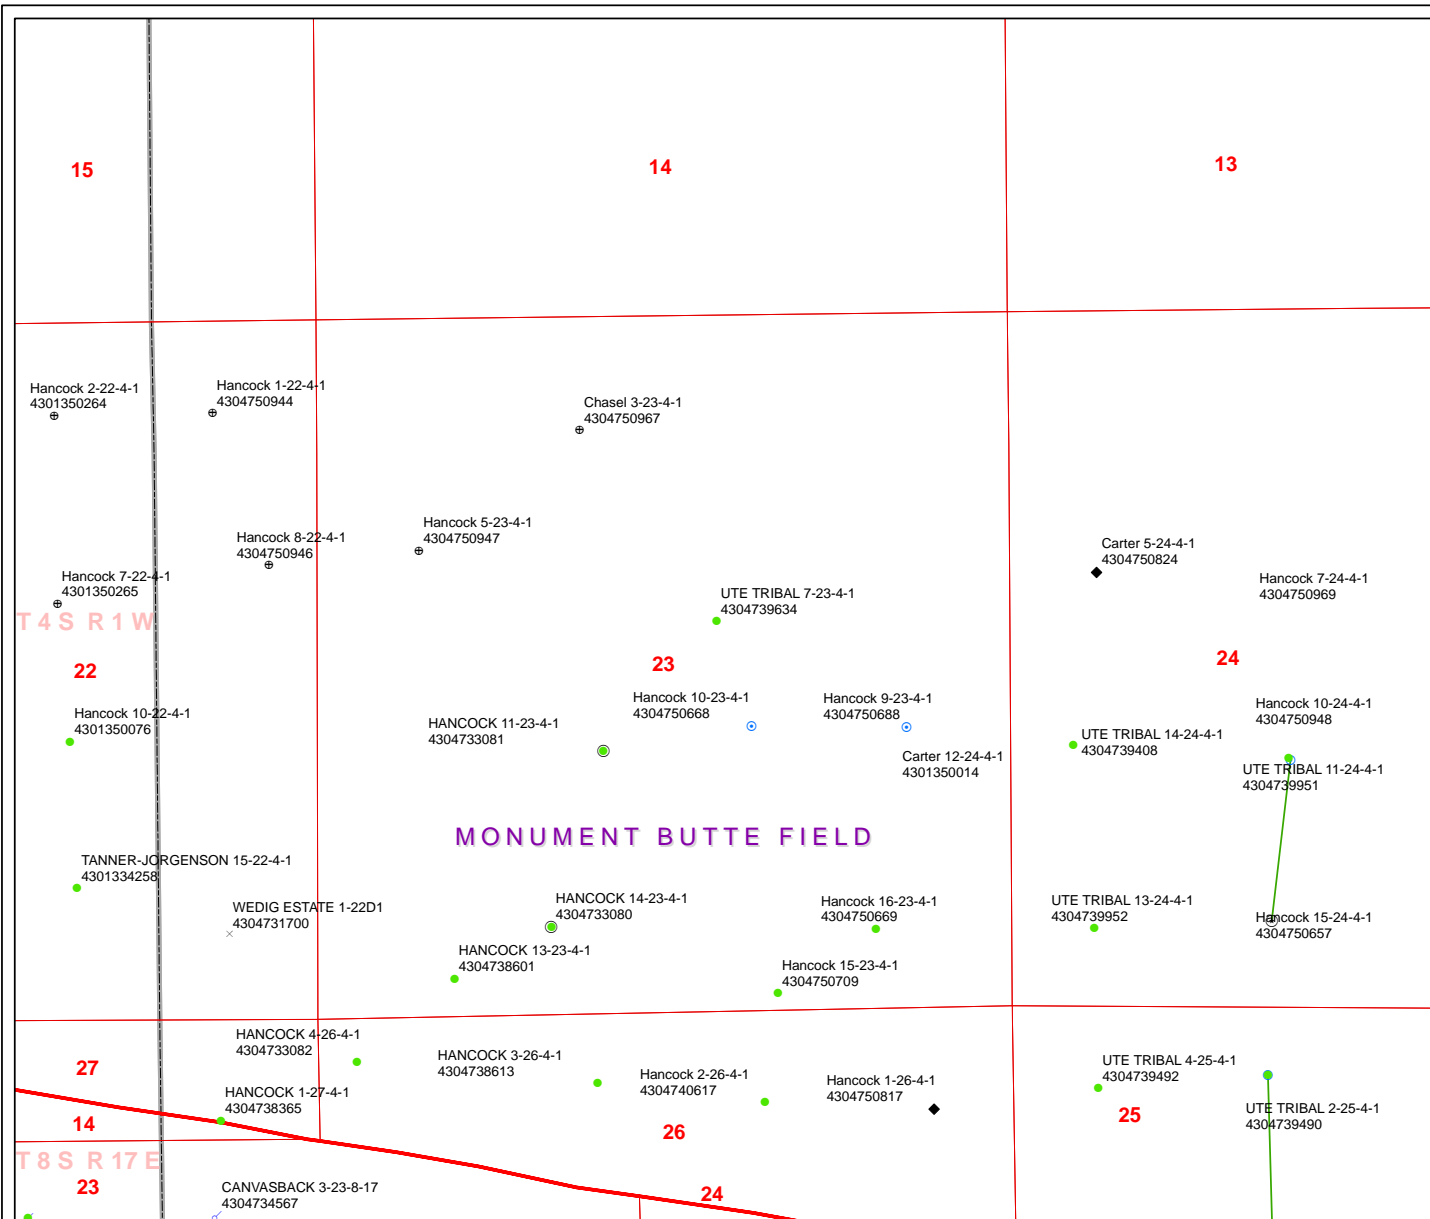 15
14
13
Hancock 2-22-4-1
4301350264
Hancock 1-22-4-1
4304750944
Chasel 3-23-4-1
4304750967
Hancock 5-23-4-1
4304750947
Hancock 8-22-4-1
4304750946
Carter 5-24-4-1
4304750824
Hancock 7-22-4-1
4301350265
Hancock 7-24-4-1
4304750969
UTE TRIBAL 7-23-4-1
4304739634
T 4 S R 1 W
22
23
24
Hancock 10-22-4-1
4301350076
HANCOCK 11-23-4-1
4304733081
Hancock 10-23-4-1
4304750668
Hancock 9-23-4-1
4304750688
Hancock 10-24-4-1
4304750948
UTE TRIBAL 14-24-4-1
4304739408
Carter 12-24-4-1
4301350014
UTE TRIBAL 11-24-4-1
4304739951
MONUMENT BUTTE FIELD
TANNER-JORGENSON 15-22-4-1
4301334258
WEDIG ESTATE 1-22D1
4304731700
HANCOCK 14-23-4-1
4304733080
Hancock 16-23-4-1
4304750669
UTE TRIBAL 13-24-4-1
4304739952
Hancock 15-24-4-1
4304750657
HANCOCK 13-23-4-1
4304738601
Hancock 15-23-4-1
4304750709
HANCOCK 4-26-4-1
4304733082
HANCOCK 3-26-4-1
4304738613
Hancock 2-26-4-1
4304740617
Hancock 1-26-4-1
4304750817
UTE TRIBAL 4-25-4-1
4304739492
27
HANCOCK 1-27-4-1
4304738365
14
26
25
UTE TRIBAL 2-25-4-1
4304739490
T 8 S R 17 E
23
CANVASBACK 3-23-8-17
4304734567
24